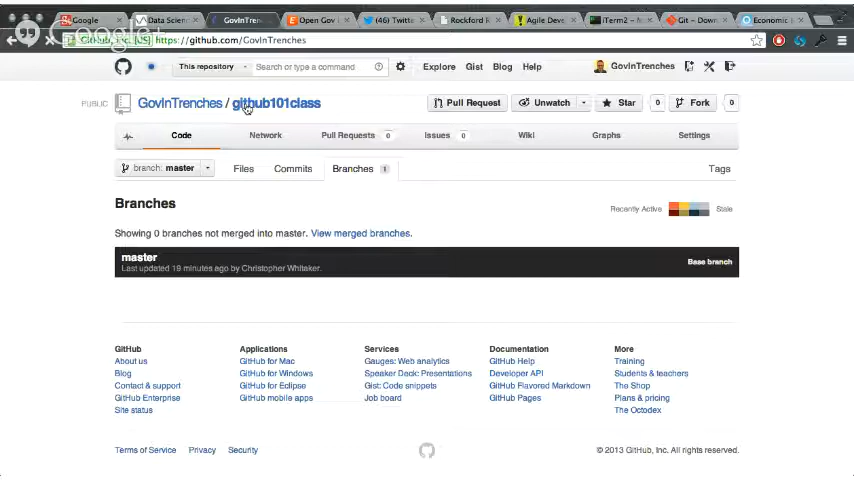 Google
Data Scien
GovInTren
Open Gov
(46) Twitte
Rockford R
Agile Deve
iTerm2 – M
Git – Down
Economic
Google+
GitHub, Inc. [US] https://github.com/GovInTrenches
This repository
Search or type a command
Explore Gist Blog Help
GovInTrenches
PUBLIC
GovInTrenches / github101class
Pull Request
Unwatch
Star 0
Fork 0
Code
Network
Pull Requests 0
Issues 0
Wiki
Graphs
Settings
branch: master
Files
Commits
Branches 1
Tags
Branches
Recently Active
Stale
Showing 0 branches not merged into master. View merged branches.
master
Last updated 19 minutes ago by Christopher Whitaker.
Base branch
GitHub
About us
Blog
Contact & support
GitHub Enterprise
Site status
Applications
GitHub for Mac
GitHub for Windows
GitHub for Eclipse
GitHub mobile apps
Services
Gauges: Web analytics
Speaker Deck: Presentations
Gist: Code snippets
Job board
Documentation
GitHub Help
Developer API
GitHub Flavored Markdown
GitHub Pages
More
Training
Students & teachers
The Shop
Plans & pricing
The Octodex
Terms of Service Privacy Security
© 2013 GitHub, Inc. All rights reserved.